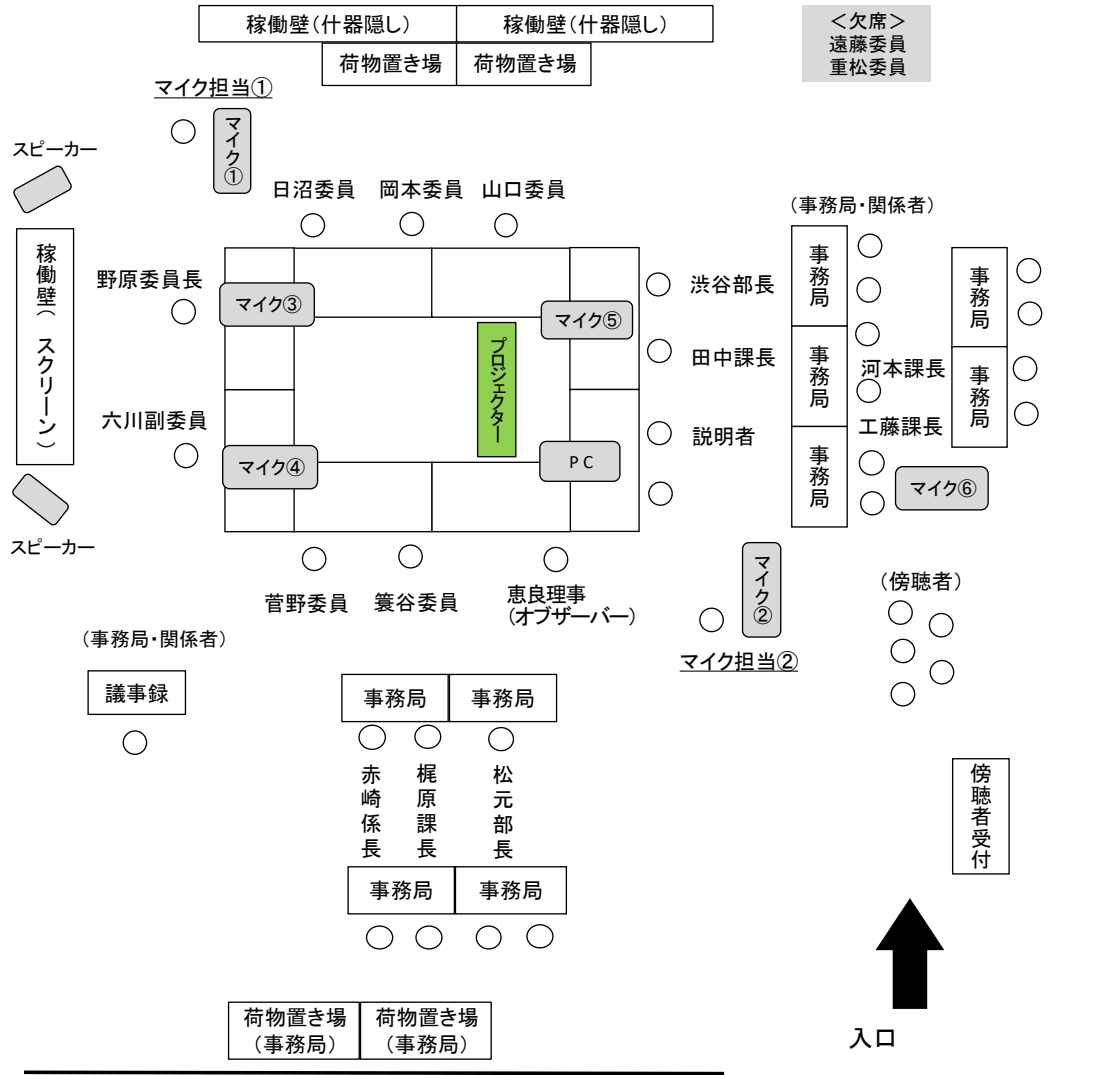 稼働壁（什器隠し）
稼働壁（什器隠し）
＜欠席＞
遠藤委員
重松委員
荷物置き場
荷物置き場
マイク担当①
マイク①
スピーカー
日沼委員
岡本委員
山口委員
（事務局・関係者）
稼働壁（ スクリーン）
野原委員長
マイク③
マイク⑤
渋谷部長
事務局
事務局
プロジェクター
田中課長
事務局
河本課長
事務局
六川副委員
マイク④
PC
説明者
工藤課長
事務局
マイク⑥
スピーカー
菅野委員
簑谷委員
恵良理事
（オブザーバー）
マイク②
（傍聴者）
（事務局・関係者）
マイク担当②
議事録
事務局
事務局
赤崎係長
梶原課長
松元部長
傍聴者受付
事務局
事務局
荷物置き場
（事務局）
荷物置き場
（事務局）
入口